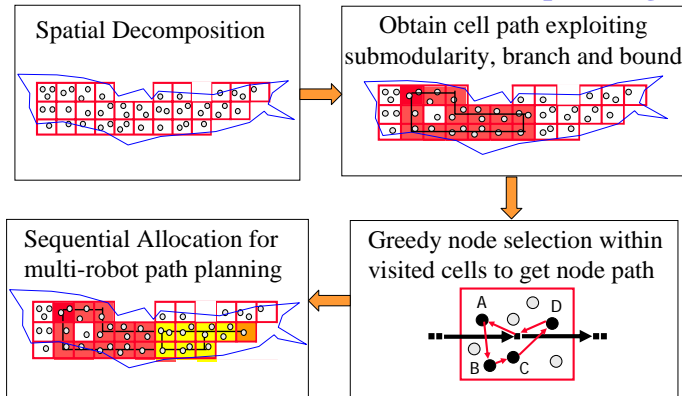 Spatial Decomposition
Obtain cell path exploiting
submodularity, branch and bound
Sequential Allocation for
multi-robot path planning
Greedy node selection within
visited cells to get node path
A
D
B
C